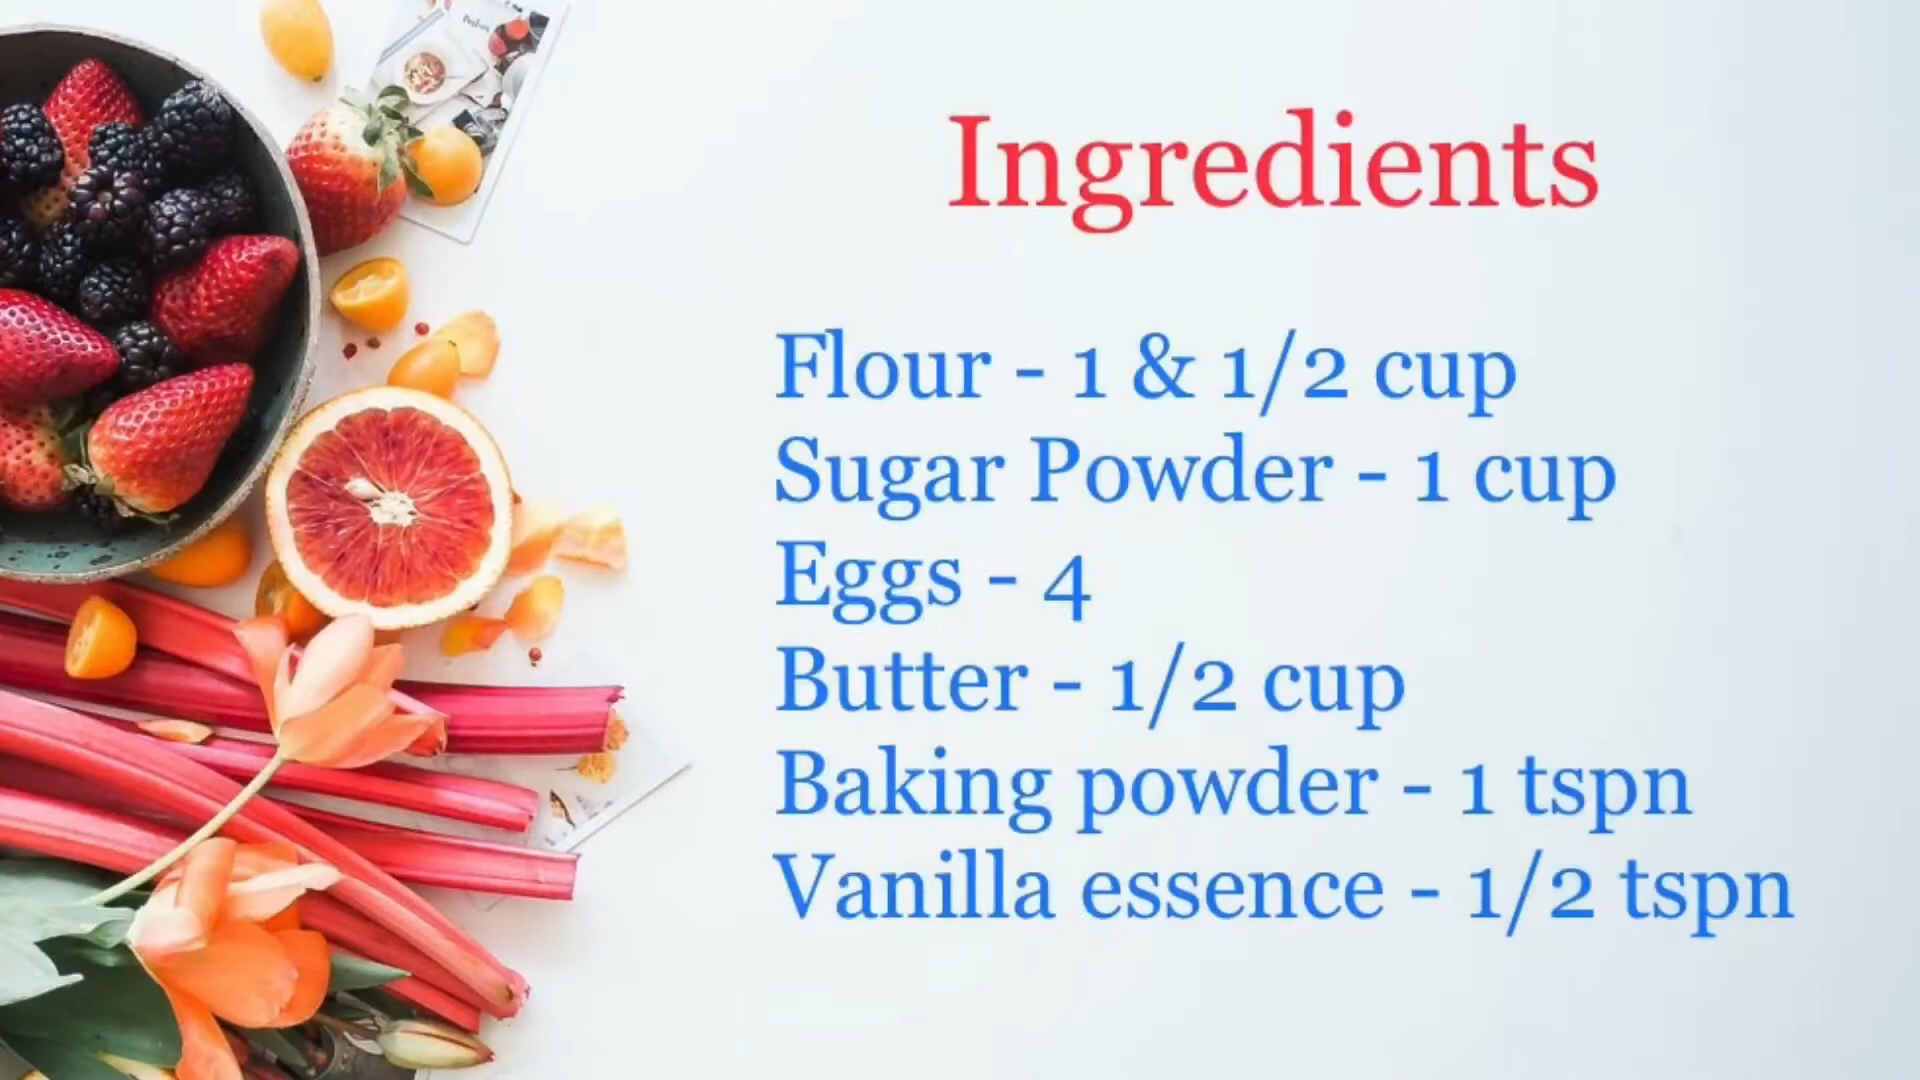 Ingredients
Flour - 1 & 1/2 cup
Sugar Powder - 1 cup
Eggs - 4
Butter - 1/2 cup
Baking powder - 1 tspn
Vanilla essence - 1/2 tspn